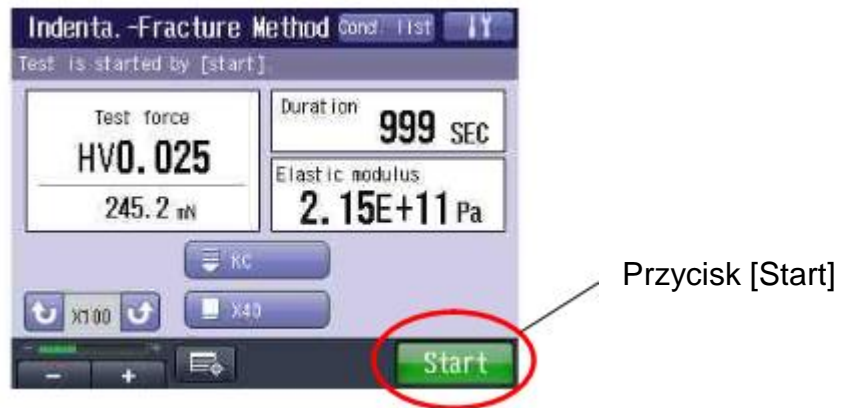 Indenta. -Fracture Method Cond. list
Test is started by [start]
Test force
HV0. 025
245. 2 mN
Duration
999 SEC
Elastic modulus
2. 15E+11 Pa
KC
X100
X40
- +
- +
Start
Przycisk [Start]